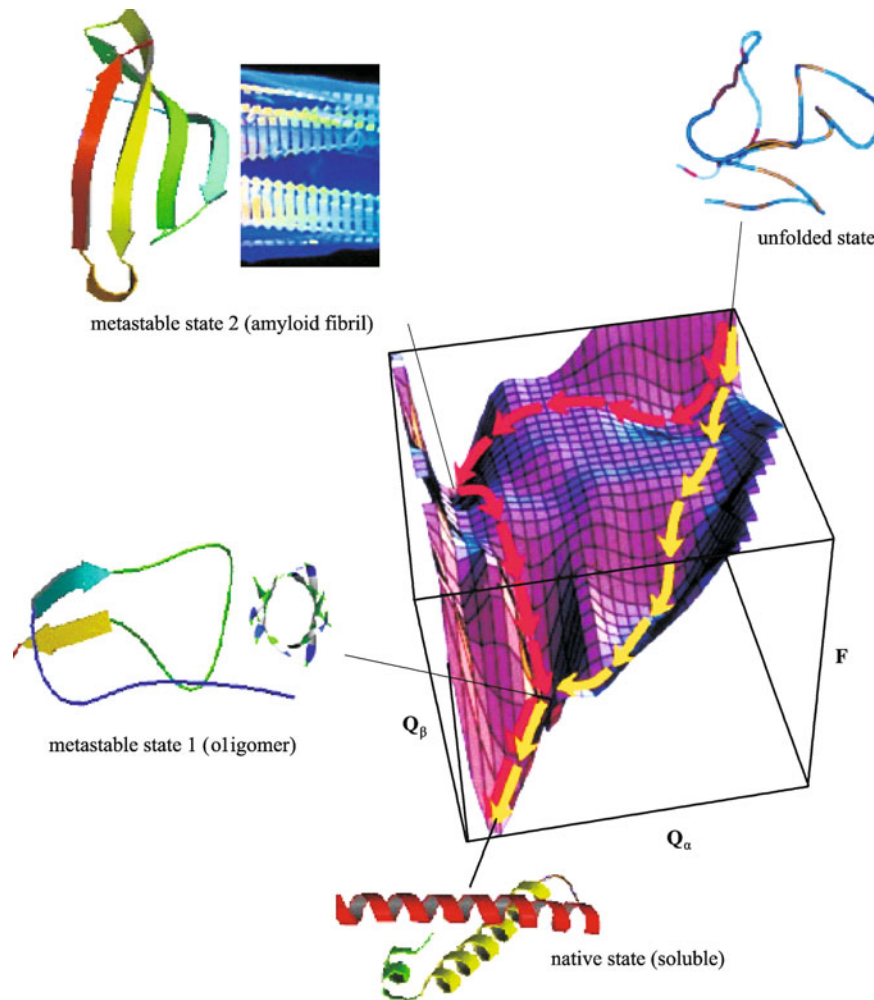 unfolded state
metastable state 2 (amyloid fibril)
F
Qβ
metastable state 1 (oligomer)
Qα
native state (soluble)